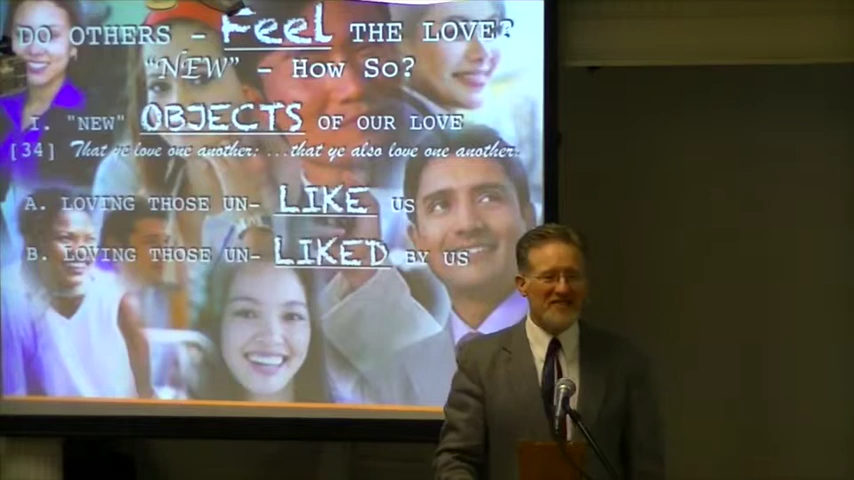 DO OTHERS - Feel THE LOVE?
"NEW" - How So?
I. "NEW" OBJECTS OF OUR LOVE
[34] That ye love one another: ...that ye also love one another.
A. LOVING THOSE UN- LIKE US
B. LOVING THOSE UN- LIKED BY US